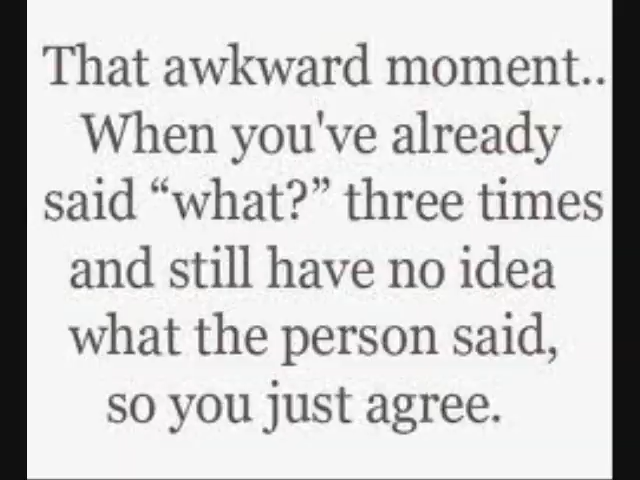 That awkward moment..
When you've already
said “what?” three times
and still have no idea
what the person said,
so you just agree.